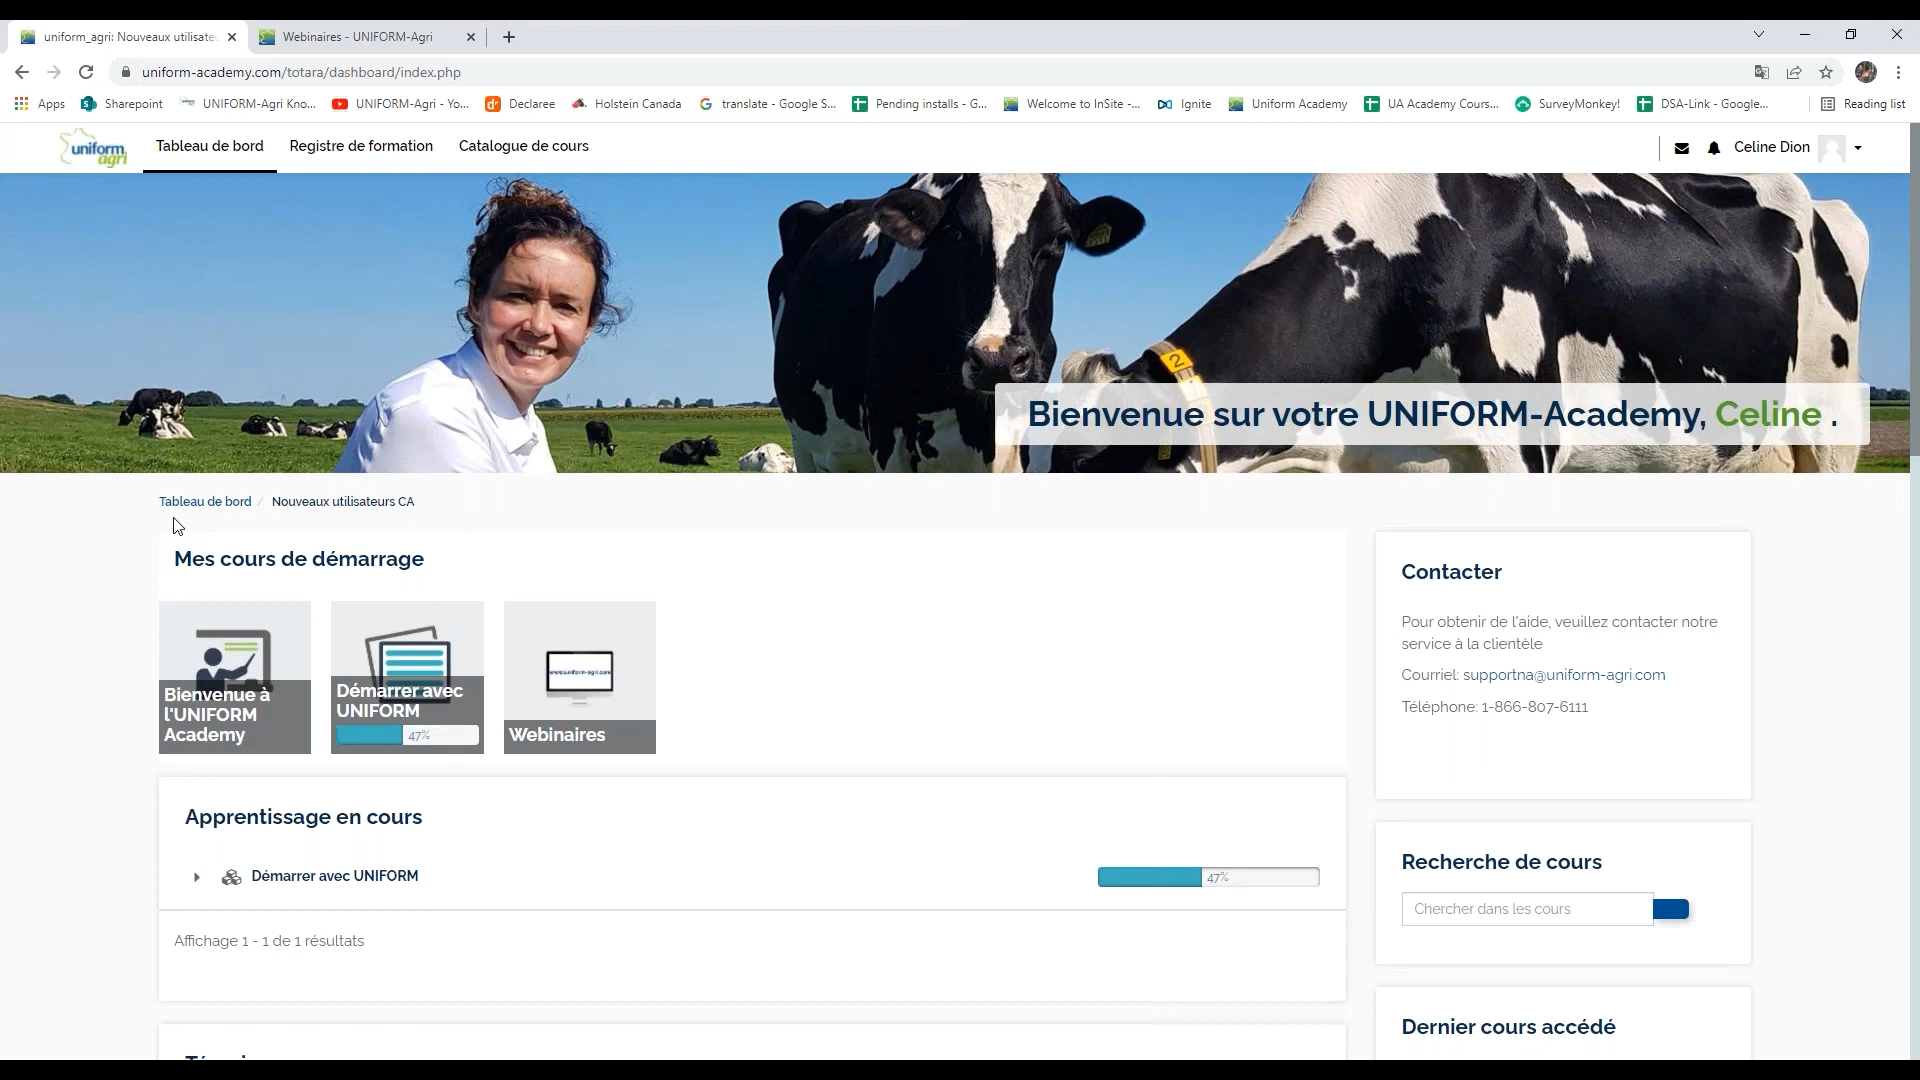 uniform_agri: Nouveaux utilisate
Webinaires - UNIFORM-Agri
uniform-academy.com/totara/dashboard/index.php
Apps
Sharepoint
UNIFORM-Agri Kno...
UNIFORM-Agri - Yo...
Declaree
Holstein Canada
translate - Google S...
Pending installs - G...
Welcome to InSite -...
Ignite
Uniform Academy
UA Academy Cours...
SurveyMonkey!
DSA-Link - Google...
Reading list
uniform
agri
Tableau de bord
Registre de formation
Catalogue de cours
Celine Dion
2
Bienvenue sur votre UNIFORM-Academy, Celine .
Tableau de bord / Nouveaux utilisateurs CA
Mes cours de démarrage
Bienvenue à
l'UNIFORM
Academy
Démarrer avec
UNIFORM
47%
www.uniform-agri.com
Webinaires
Apprentissage en cours
Démarrer avec UNIFORM
47%
Affichage 1 - 1 de 1 résultats
Contacter
Pour obtenir de l'aide, veuillez contacter notre
service à la clientèle
Courriel: supportna@uniform-agri.com
Téléphone: 1-866-807-6111
Recherche de cours
Chercher dans les cours
Dernier cours accédé